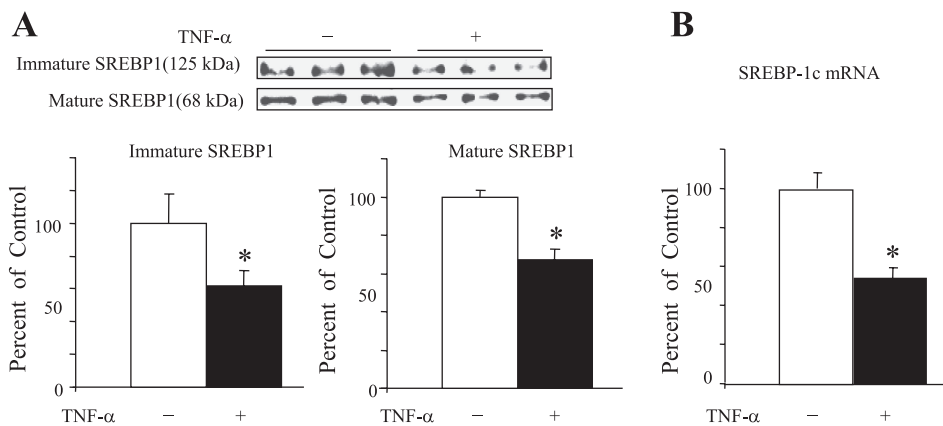 A
B
TNF-α − +
Immature SREBP1(125 kDa)
Mature SREBP1(68 kDa)
SREBP-1c mRNA
Immature SREBP1
Percent of Control
100
50
0
*
TNF-α − +
Mature SREBP1
Percent of Control
100
50
0
*
TNF-α − +
Percent of Control
100
50
0
*
TNF-α − +